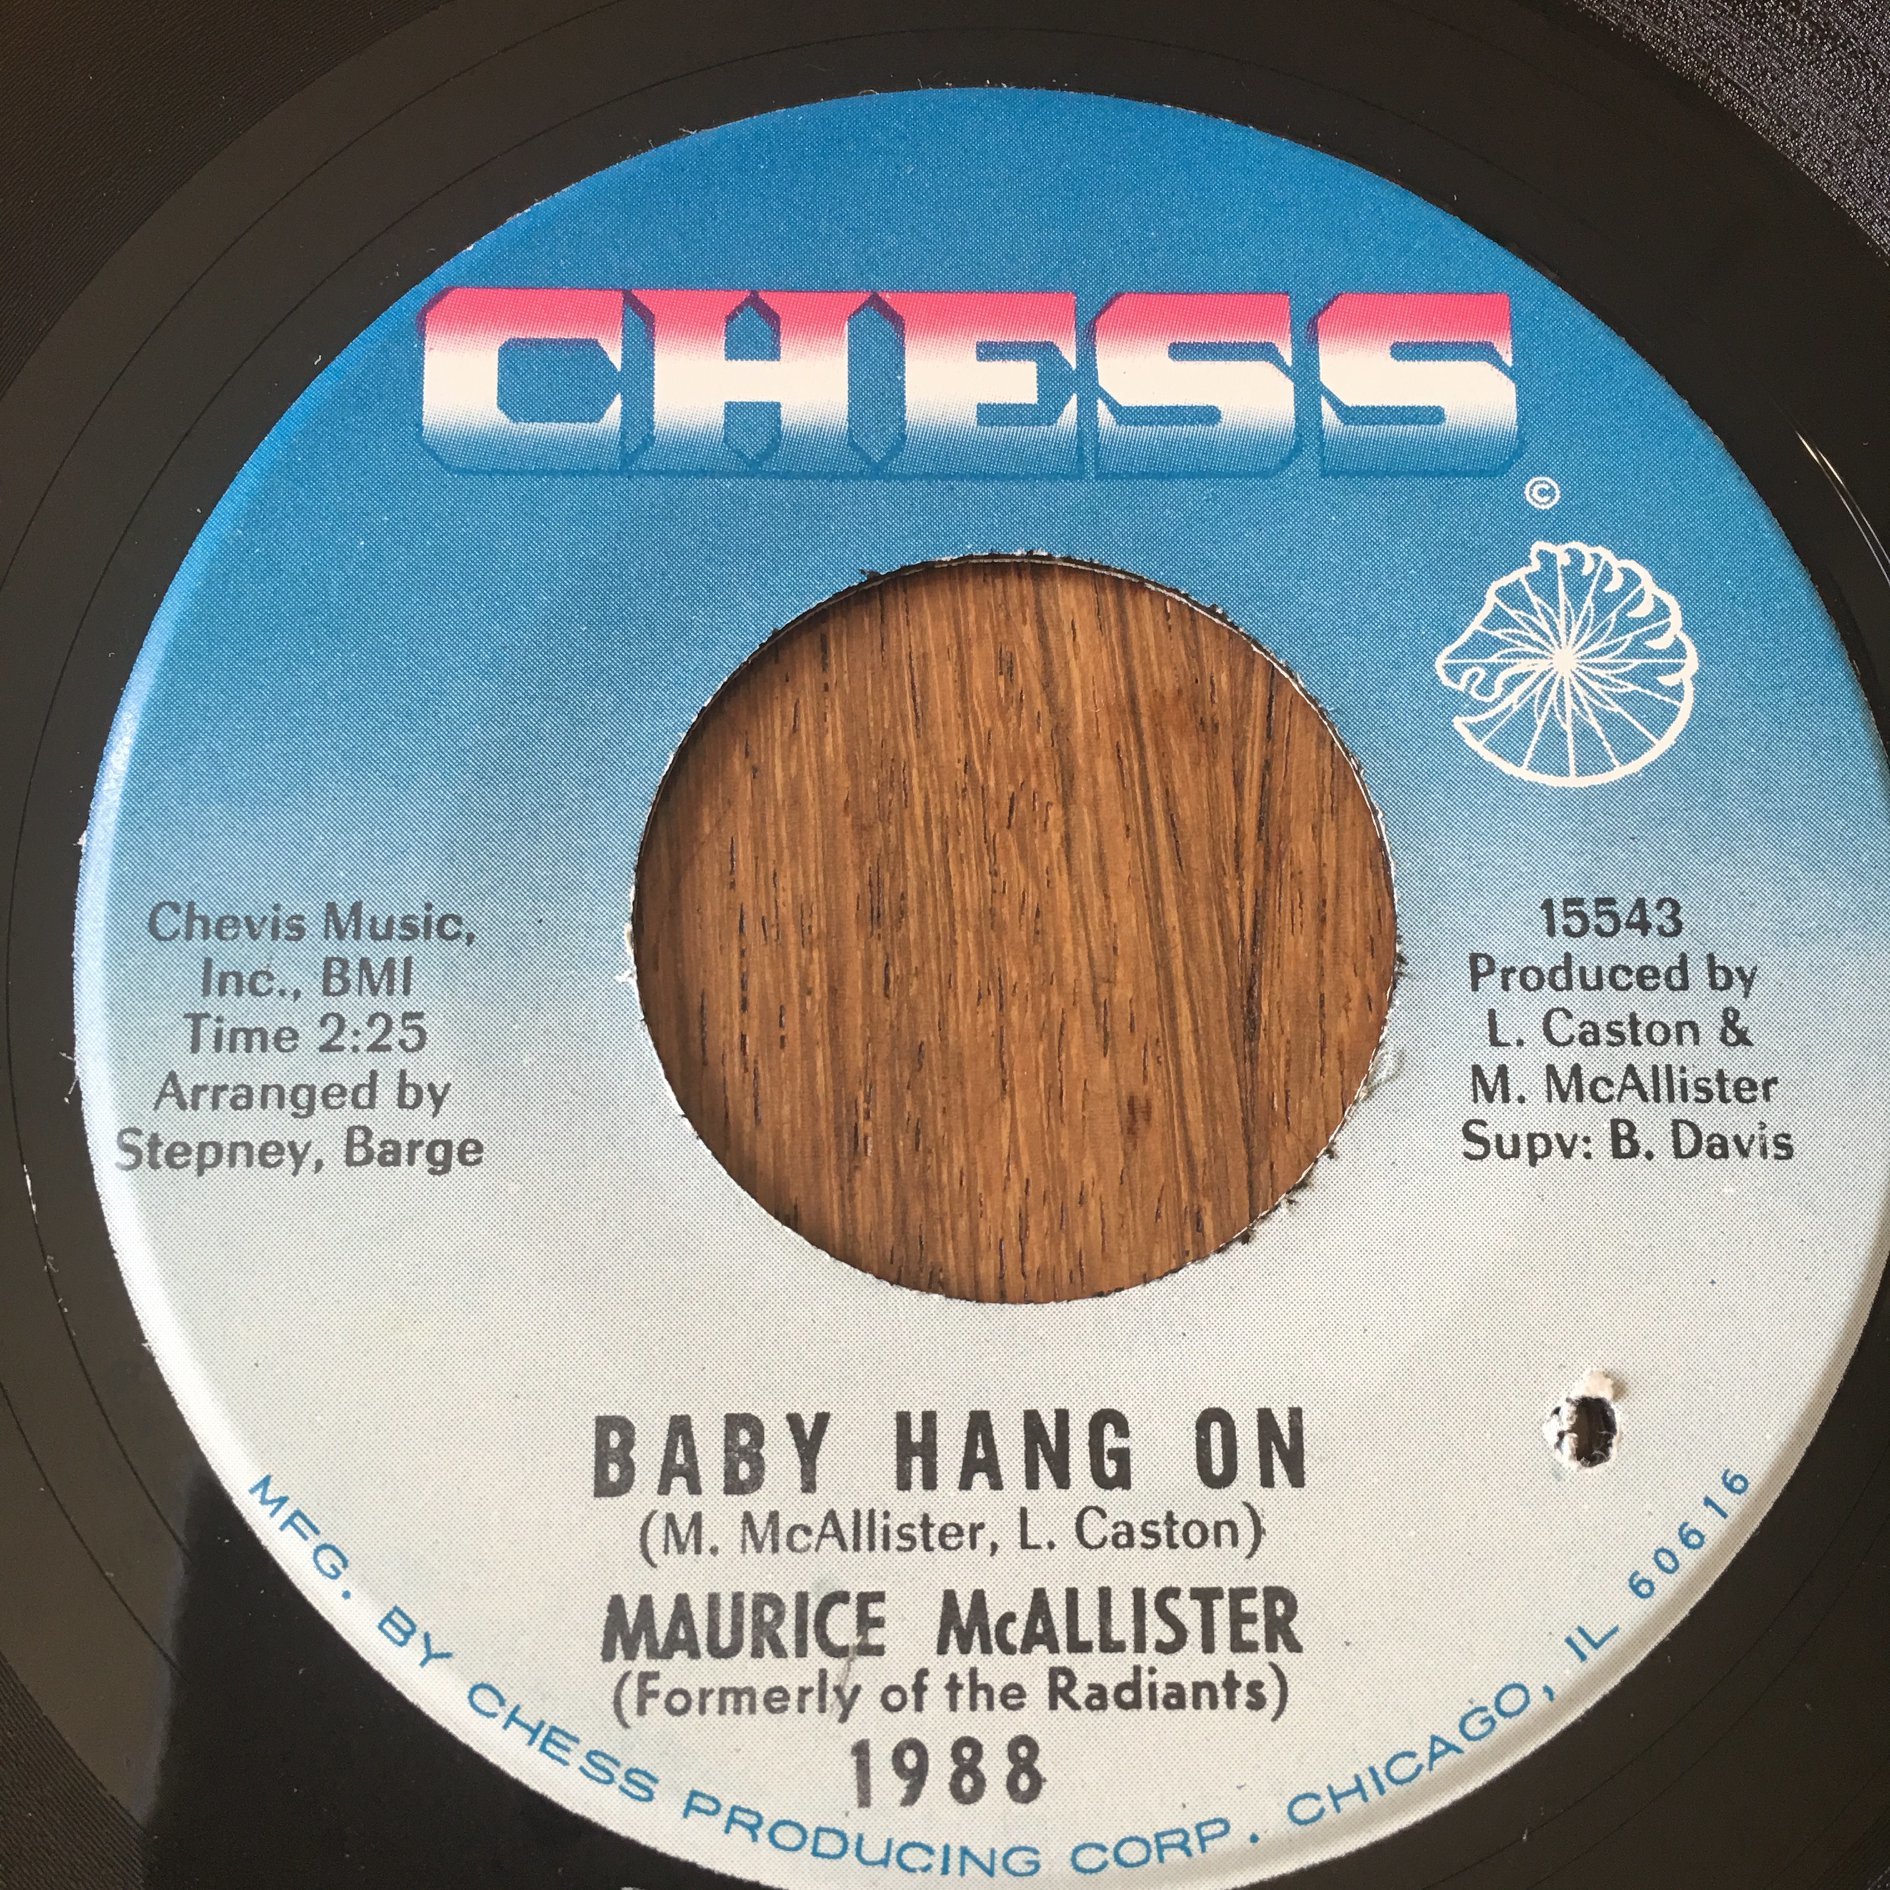 CHESS
©
Chevis Music,
Inc., BMI
Time 2:25
Arranged by
Stepney, Barge
15543
Produced by
L. Caston &
M. McAllister
Supv: B. Davis
BABY HANG ON
(M. McAllister, L. Caston)
MAURICE McALLISTER
(Formerly of the Radiants)
1988
MFG. BY CHESS PRODUCING CORP. CHICAGO, IL 60616